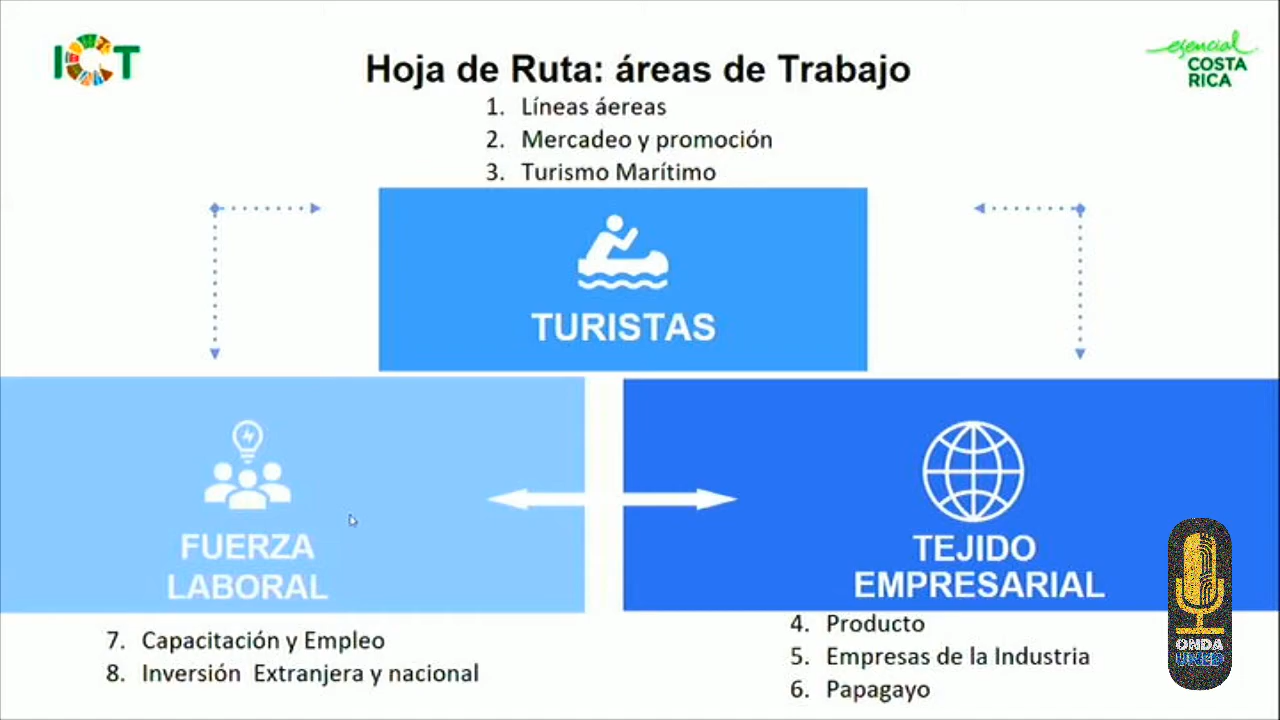 ICT
Hoja de Ruta: áreas de Trabajo
esencial
COSTA
RICA
1. Líneas áereas
2. Mercadeo y promoción
3. Turismo Marítimo
TURISTAS
FUERZA
LABORAL
TEJIDO
EMPRESARIAL
7. Capacitación y Empleo
8. Inversión Extranjera y nacional
4. Producto
5. Empresas de la Industria
6. Papagayo
ONDA
UNED